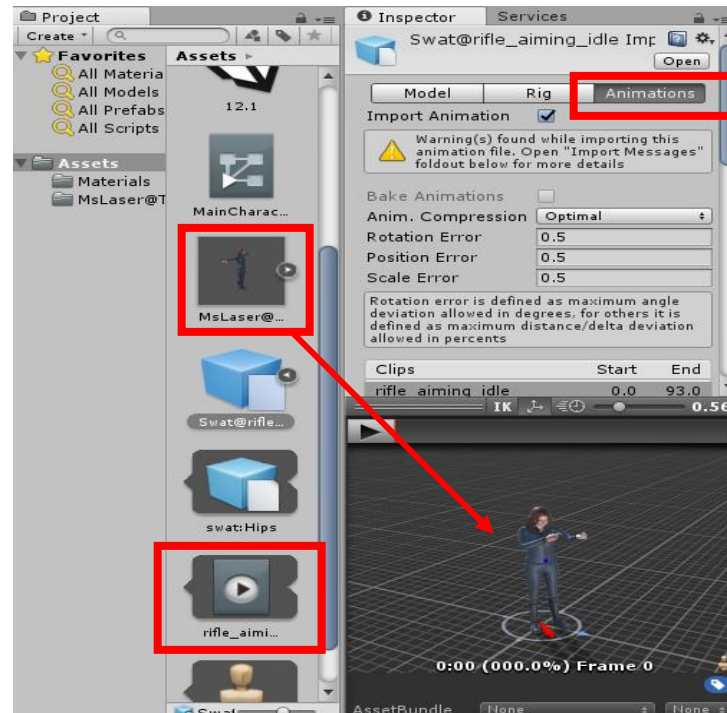 Project
Create
Favorites
All Materia
All Models
All Prefabs
All Scripts
Assets
Materials
MsLaser@T
Assets
12.1
MainCharac...
MsLaser@...
Swat@rifle...
swat:Hips
rifle_aimi...
Inspector Services
Swat@rifle_aiming_idle Imp
Open
Model Rig Animations
Import Animation
Warning(s) found while importing this
animation file. Open "Import Messages"
foldout below for more details
Bake Animations
Anim. Compression Optimal
Rotation Error 0.5
Position Error 0.5
Scale Error 0.5
Rotation error is defined as maximum angle
deviation allowed in degrees, for others it is
defined as maximum distance/delta deviation
allowed in percents
Clips Start End
rifle_aiming_idle 0.0 93.0
IK 0.56
0:00 (000.0%) Frame 0
AssetBundle None None